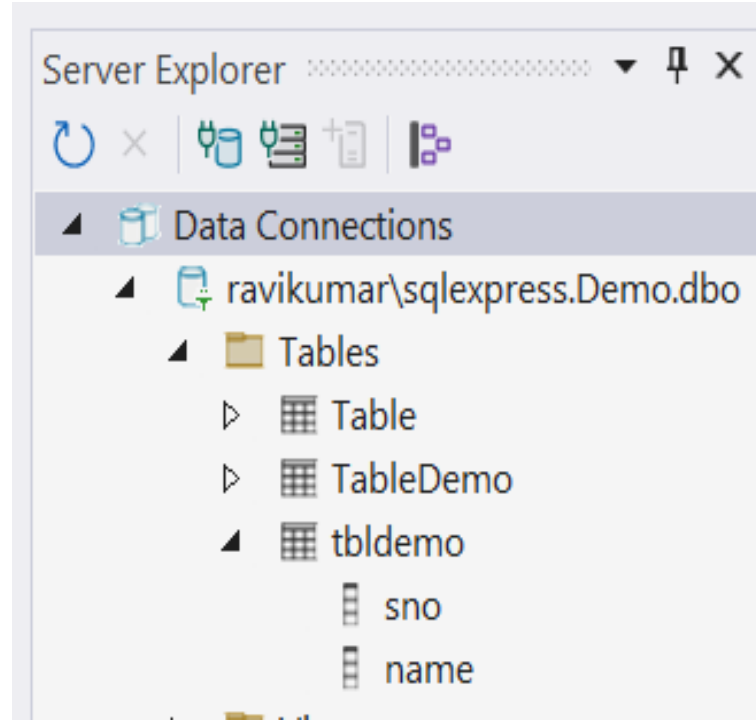 Server Explorer
Data Connections
ravikumar\sqlexpress.Demo.dbo
Tables
Table
TableDemo
tbldemo
sno
name